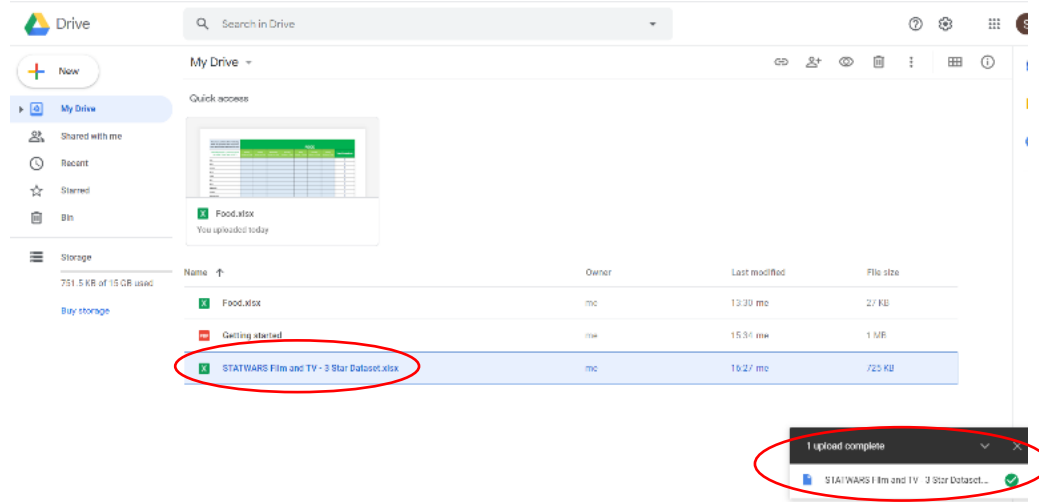 Drive
Search in Drive
S
New
My Drive
Quick access
My Drive
Shared with me
Recent
Starred
Bin
Storage
751.5 KB of 15 GB used
Buy storage
Food.xlsx
You uploaded today
Name Owner Last modified File size
Food.xlsx me 13:30 me 27 KB
Getting started me 15:34 me 1 MB
STATWARS Film and TV - 3 Star Dataset.xlsx me 16:27 me 725 KB
1 upload complete
STATWARS Film and TV - 3 Star Dataset...